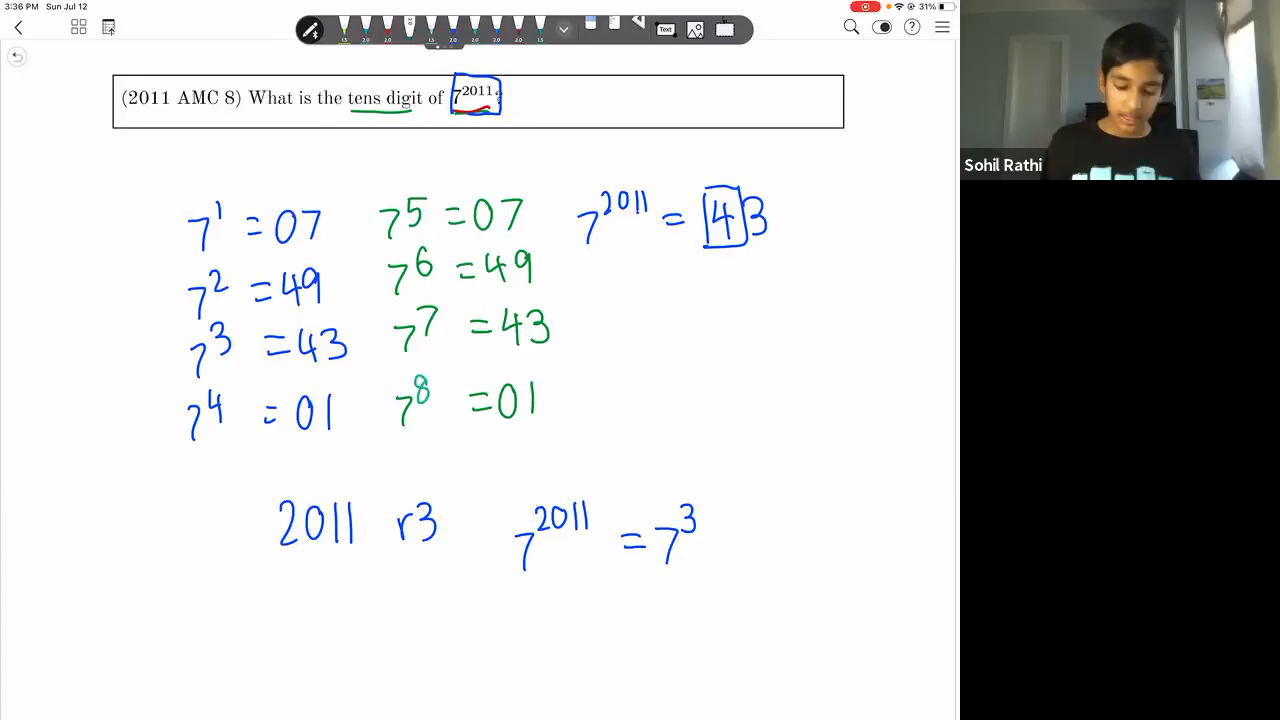 3:36 PM Sun Jul 12
31%
Text
(2011 AMC 8) What is the tens digit of 7^2011?
Sohil Rathi
7^1 = 07 7^5 = 07 7^2011 = 43
7^2 = 49 7^6 = 49
7^3 = 43 7^7 = 43
7^4 = 01 7^8 = 01
2011 r3 7^2011 = 7^3